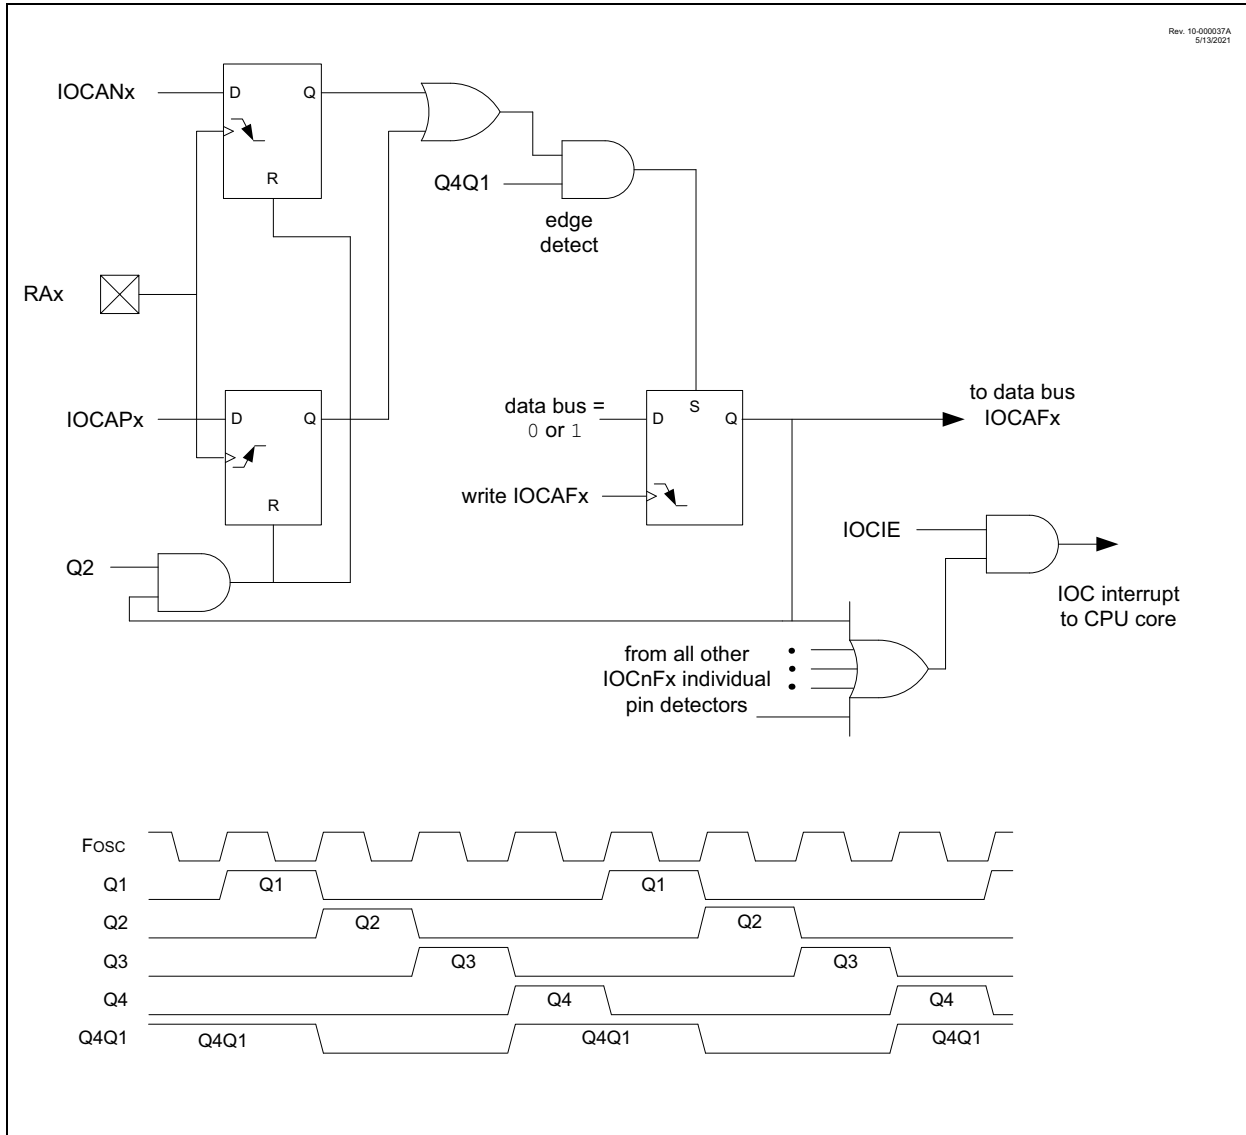 Rev. 10-000037A
5/13/2021
IOCANx
D
Q
R
Q4Q1
edge
detect
RAx
IOCAPx
D
Q
R
data bus =
0 or 1
D
S
Q
to data bus
IOCAFx
write IOCAFx
Q2
IOCIE
IOC interrupt
to CPU core
from all other
IOCnFx individual
pin detectors
FOSC
Q1
Q1
Q1
Q2
Q2
Q2
Q3
Q3
Q3
Q4
Q4
Q4
Q4Q1
Q4Q1
Q4Q1
Q4Q1